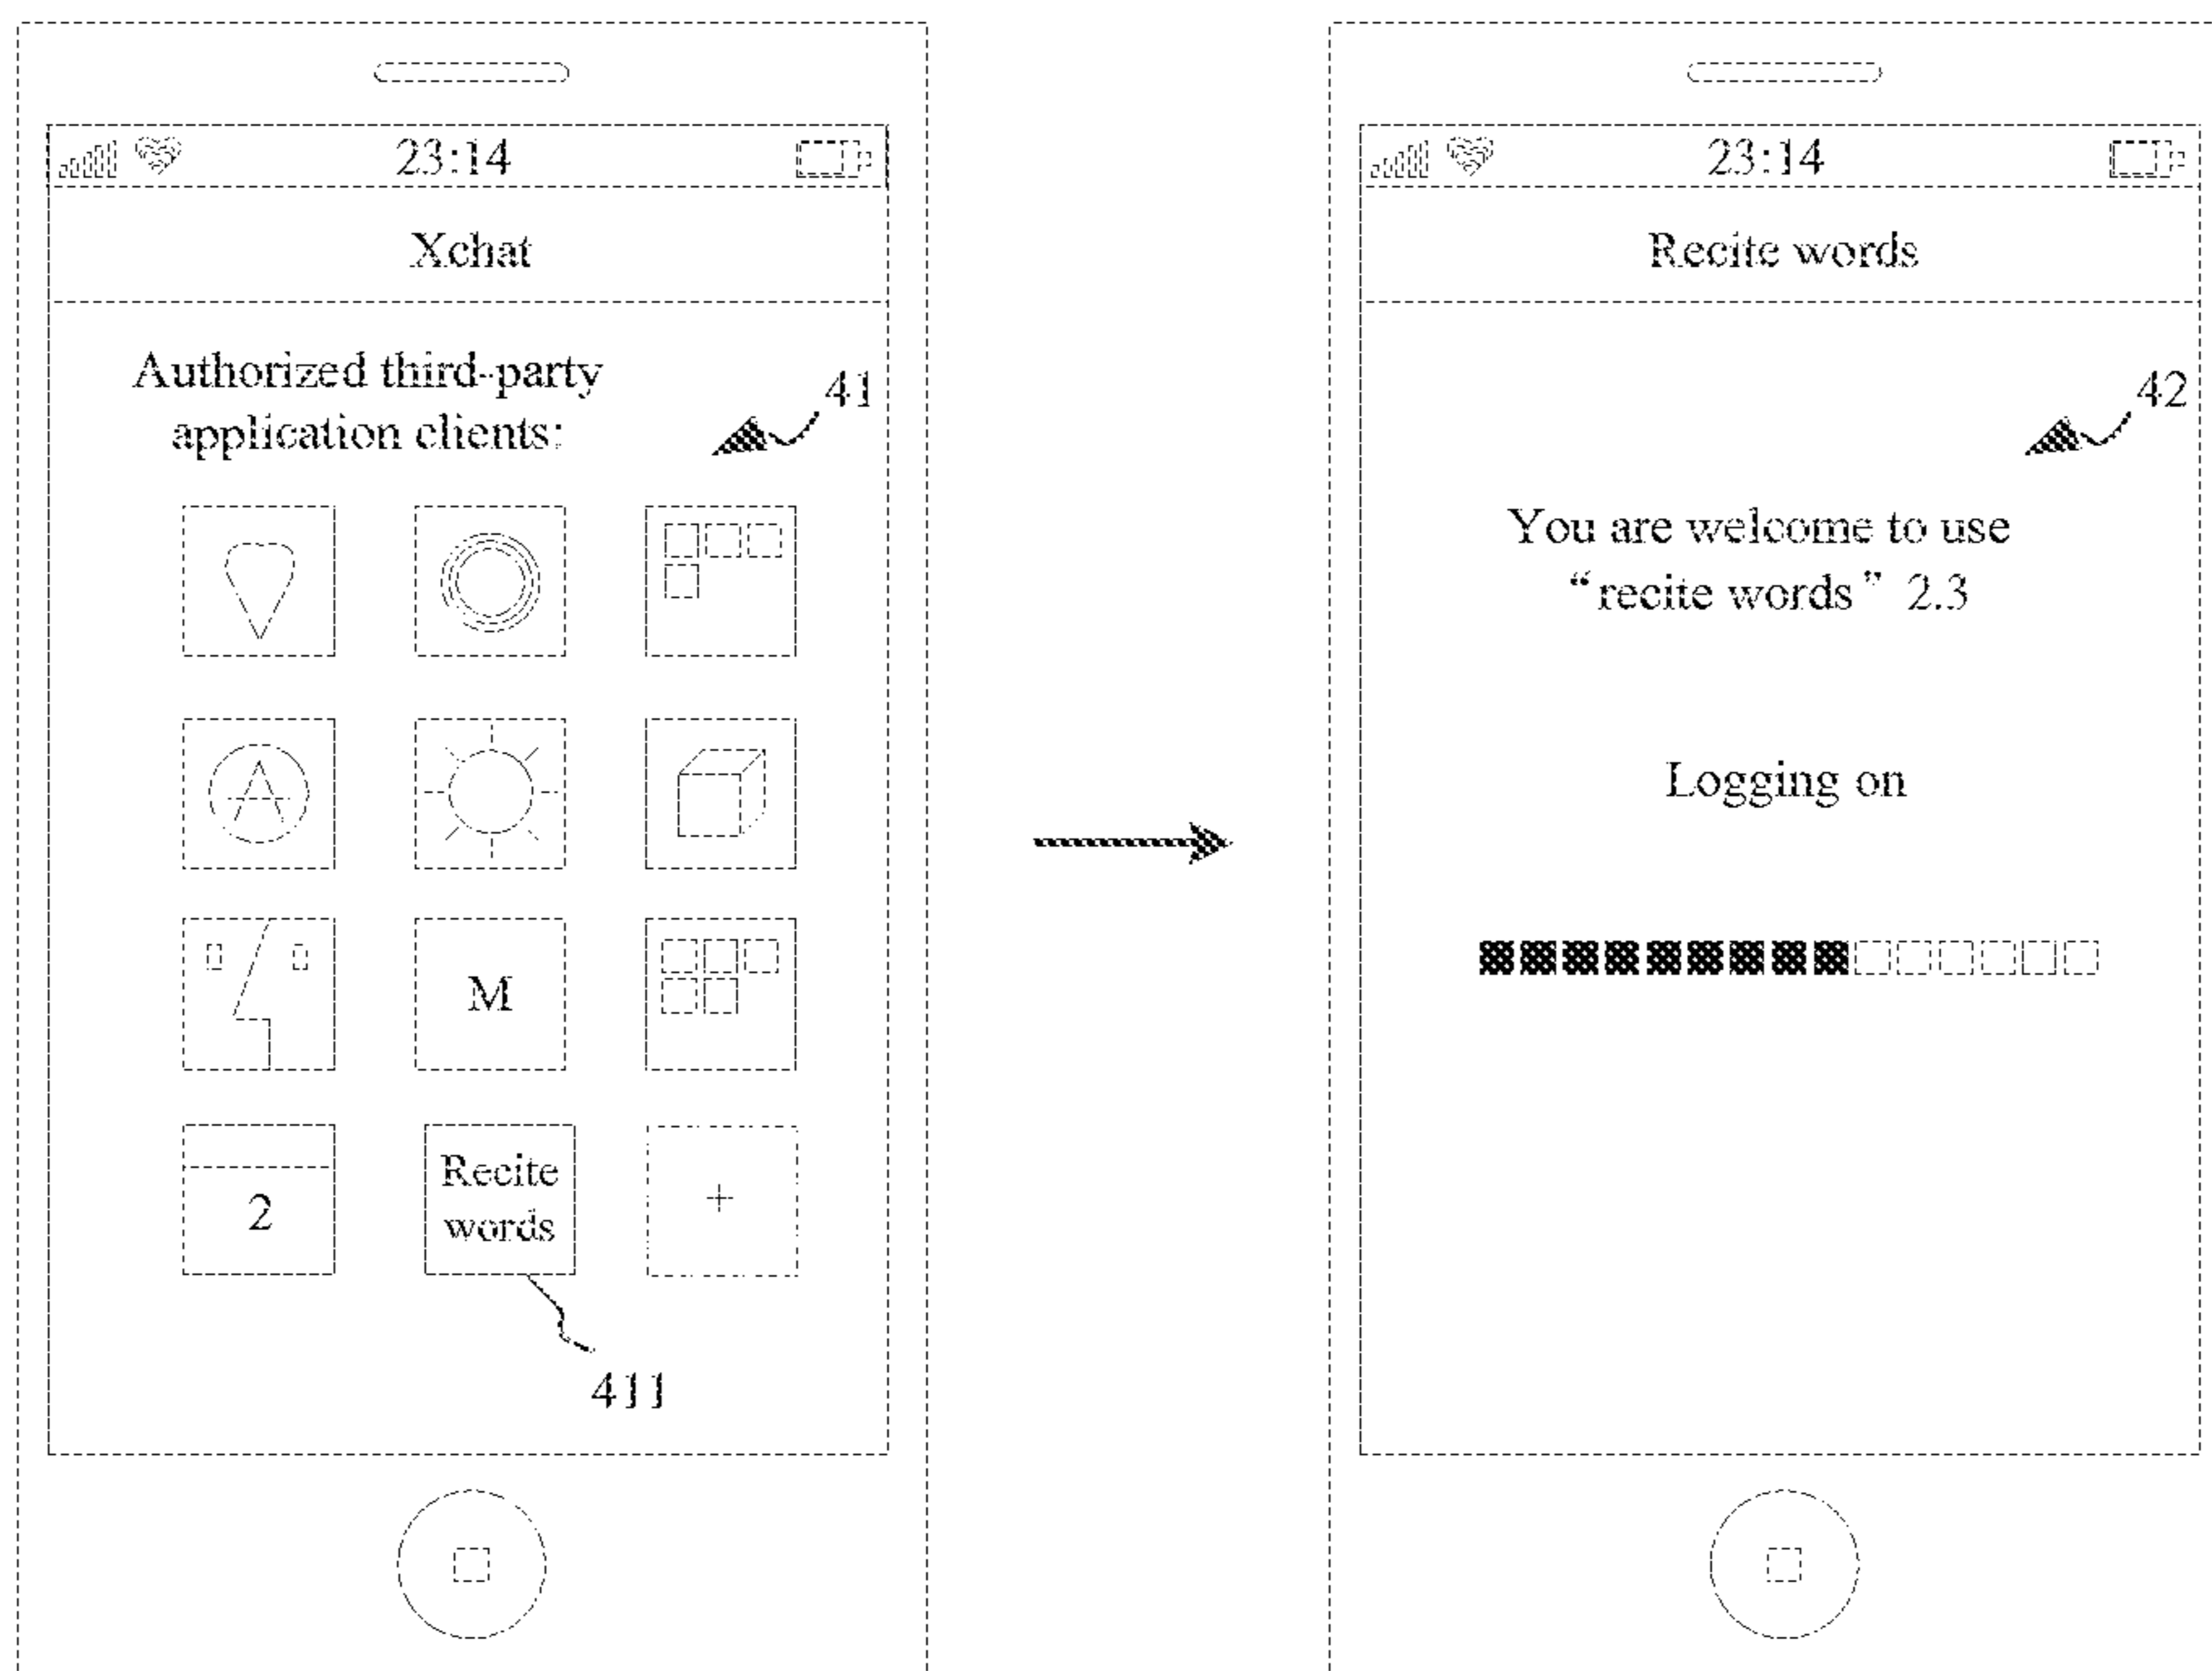 23:14
Xchat
Authorized third-party
application clients:
41
A
M
2
Recite
words
+
411
23:14
Recite words
42
You are welcome to use
“recite words” 2.3
Logging on